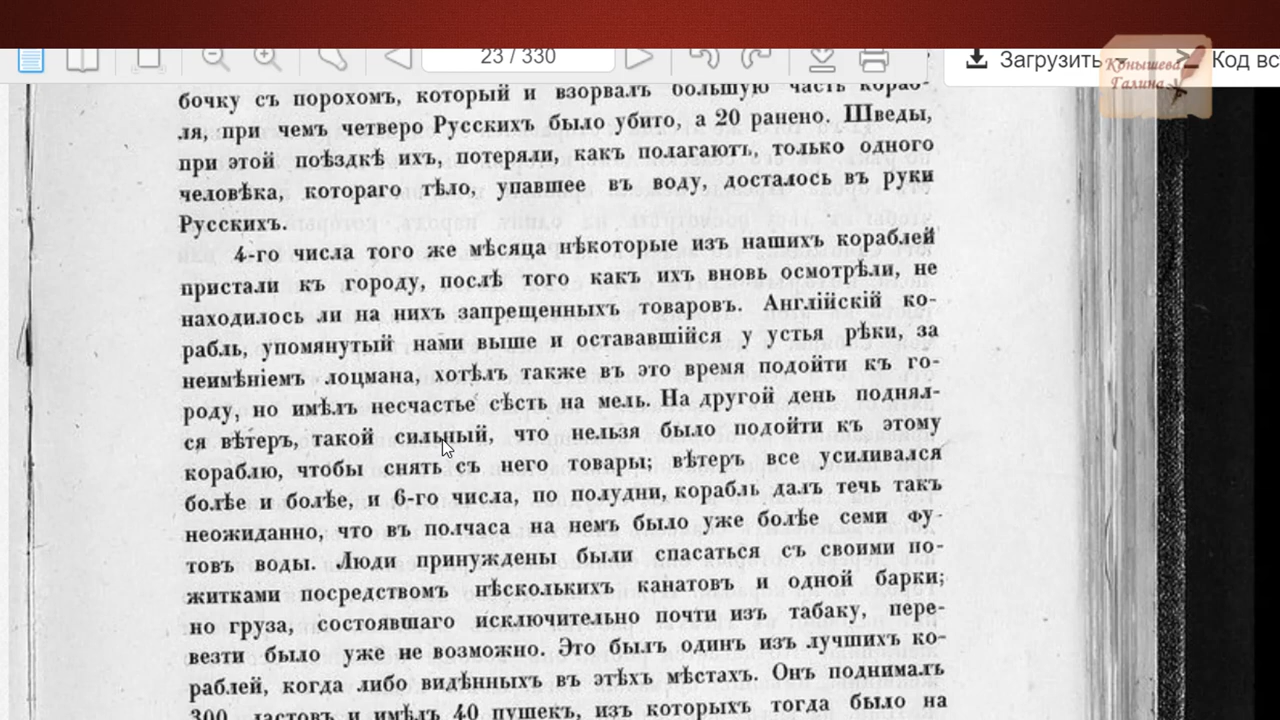 23 / 330
Загрузить
Код вс
Конышева
Галина
бочку съ порохомъ, который и взорвалъ большую часть кораб-
ля, при чемъ четверо Русскихъ было убито, а 20 ранено. Шведы,
при этой поѣздкѣ ихъ, потеряли, какъ полагаютъ, только одного
человѣка, котораго тѣло, упавшее въ воду, досталось въ руки
Русскихъ.
4-го числа того же мѣсяца нѣкоторые изъ нашихъ кораблей
пристали къ городу, послѣ того какъ ихъ вновь осмотрѣли, не
находилось ли на нихъ запрещенныхъ товаровъ. Англійскій ко-
рабль, упомянутый нами выше и остававшійся у устья рѣки, за
неимѣніемъ лоцмана, хотѣлъ также въ это время подойти къ го-
роду, но имѣлъ несчастье сѣсть на мель. На другой день поднял-
ся вѣтеръ, такой сильный, что нельзя было подойти къ этому
кораблю, чтобы снять съ него товары; вѣтеръ все усиливался
болѣе и болѣе, и 6-го числа, по полудни, корабль далъ течь такъ
неожиданно, что въ полчаса на немъ было уже болѣе семи фу-
товъ воды. Люди принуждены были спасаться съ своими по-
житками посредствомъ нѣсколькихъ канатовъ и одной барки;
но груза, состоявшаго исключительно почти изъ табаку, пере-
везти было уже не возможно. Это былъ одинъ изъ лучшихъ ко-
раблей, когда либо видѣнныхъ въ этѣхъ мѣстахъ. Онъ поднималъ
300 ластовъ и имѣлъ 40 пушекъ, изъ которыхъ тогда было на